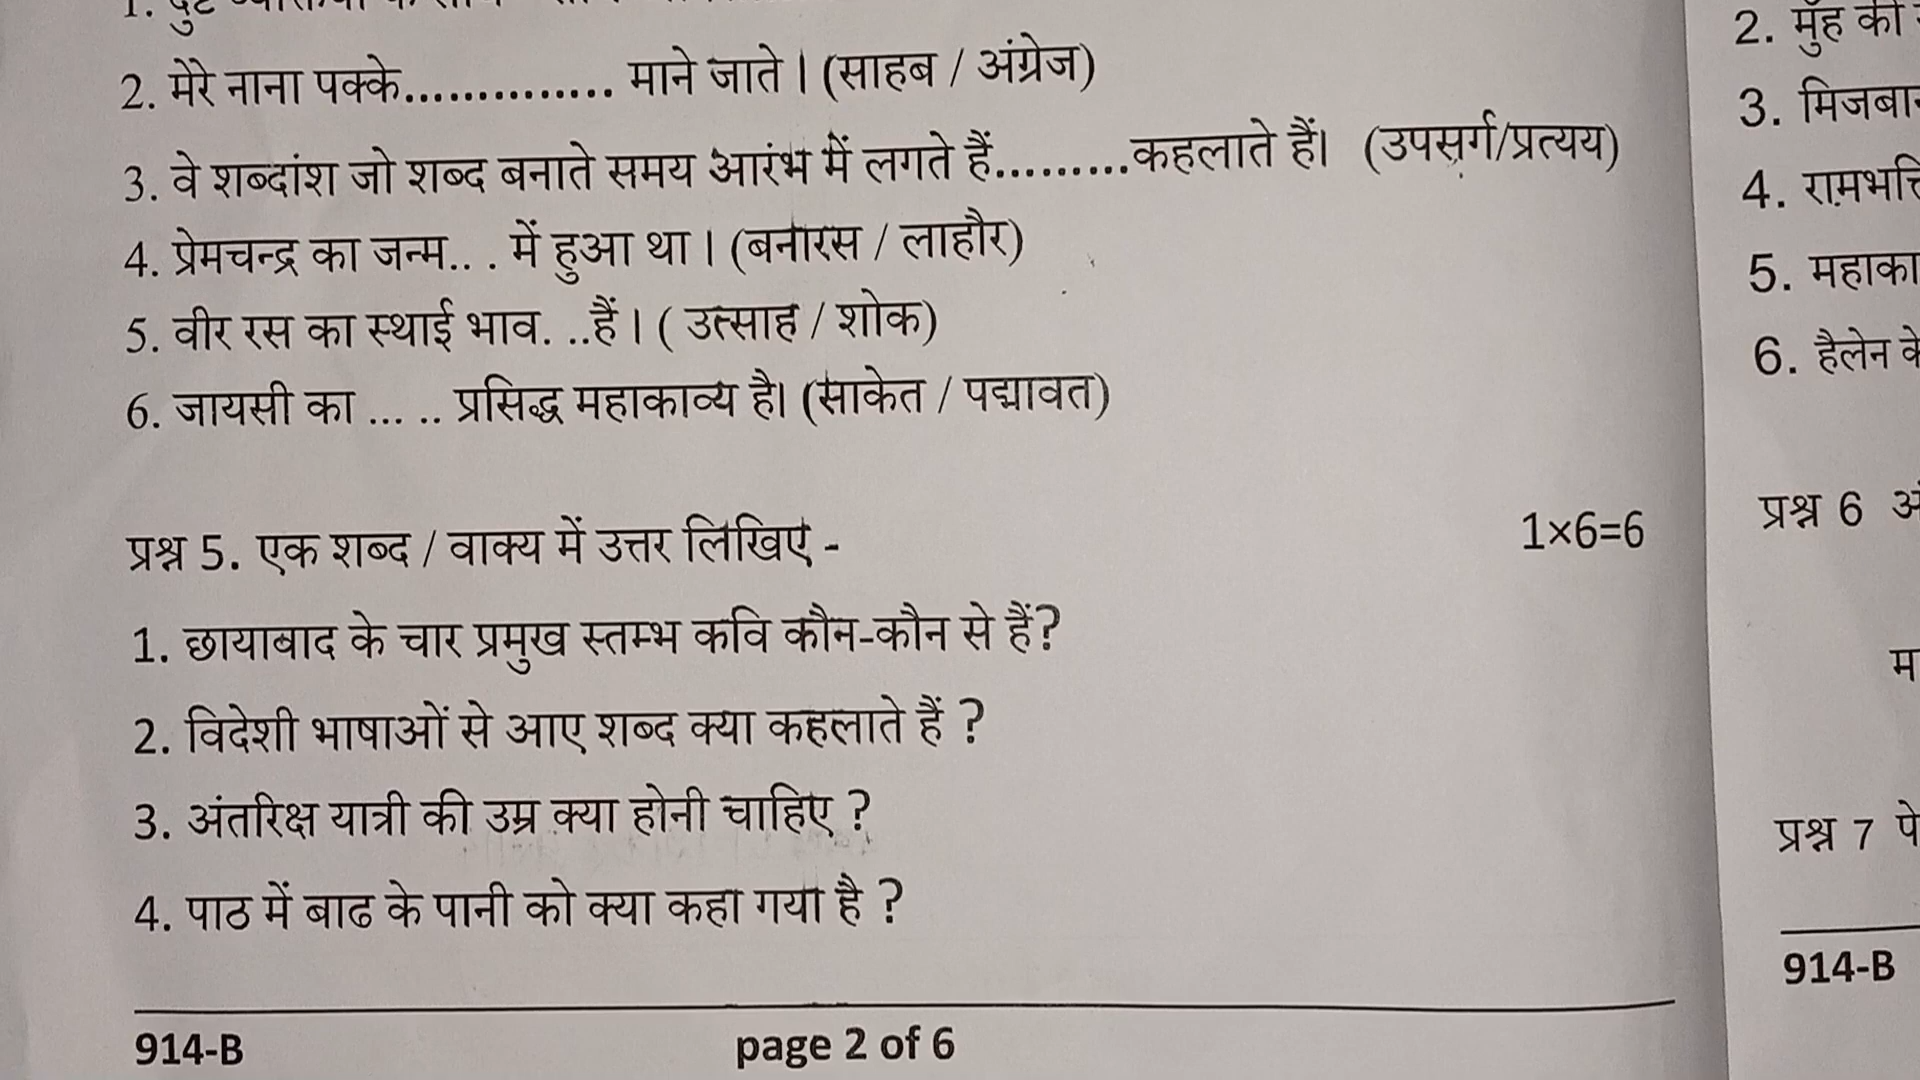 2. मेरे नाना पक्के.............. माने जाते । (साहब / अंग्रेज)
3. वे शब्दांश जो शब्द बनाते समय आरंभ में लगते हैं.........कहलाते हैं। (उपसर्ग/प्रत्यय)
4. प्रेमचन्द्र का जन्म.. . में हुआ था । (बनारस / लाहौर)
5. वीर रस का स्थाई भाव. ..हैं । ( उत्साह / शोक)
6. जायसी का ... .. प्रसिद्ध महाकाव्य है। (साकेत / पद्मावत)
प्रश्न 5. एक शब्द / वाक्य में उत्तर लिखिए - 1×6=6
1. छायाबाद के चार प्रमुख स्तम्भ कवि कौन-कौन से हैं?
2. विदेशी भाषाओं से आए शब्द क्या कहलाते हैं ?
3. अंतरिक्ष यात्री की उम्र क्या होनी चाहिए ?
4. पाठ में बाढ के पानी को क्या कहा गया है ?
914-B page 2 of 6
2. मुँह की
3.
4.
5.
6. हैलेन
प्रश्न 6
प्रश्न 7
914-B